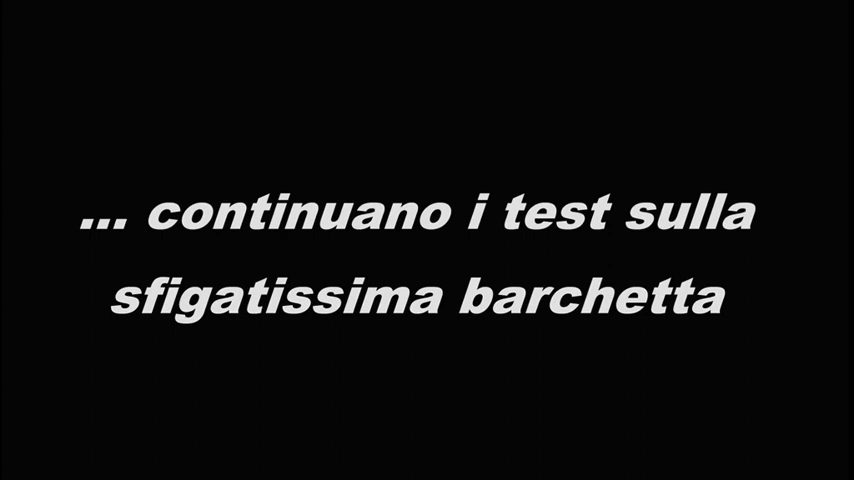 ... continuano i test sulla
sfigatissima barchetta